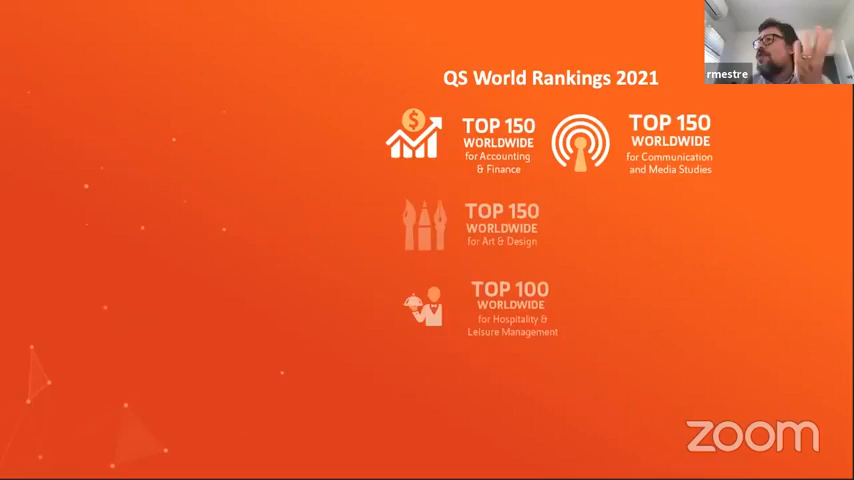 rmestre
QS World Rankings 2021
$
TOP 150
WORLDWIDE
for Accounting
& Finance
TOP 150
WORLDWIDE
for Communication
and Media Studies
TOP 150
WORLDWIDE
for Art & Design
TOP 100
WORLDWIDE
for Hospitality &
Leisure Management
zoom